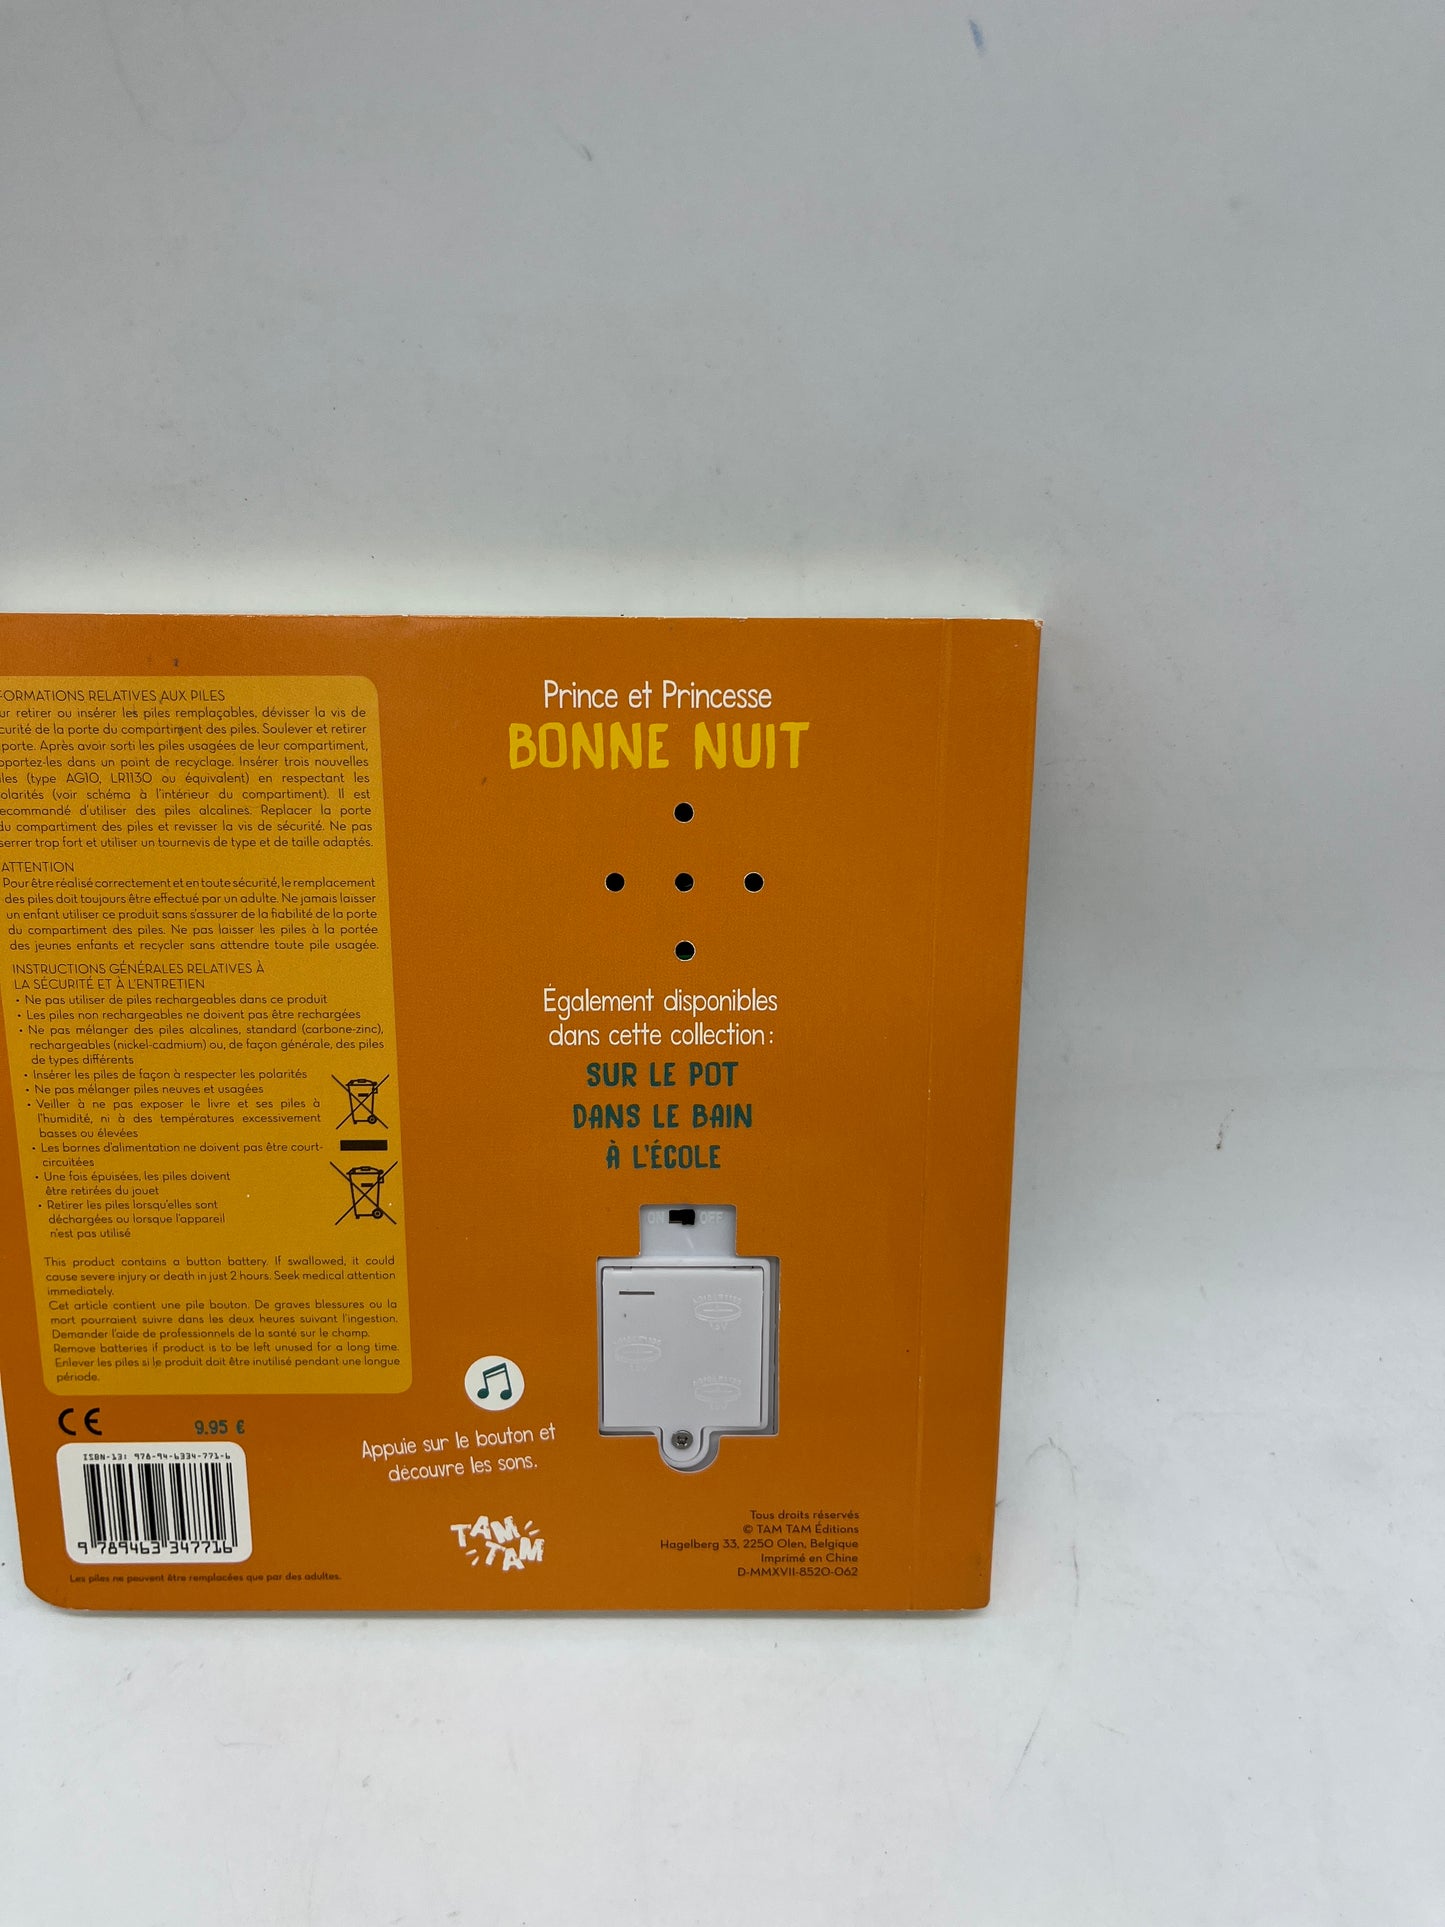 FORMATIONS RELATIVES AUX PILES
ur retirer ou insérer les piles remplaçables, dévisser la vis de
curité de la porte du compartiment des piles. Soulever et retirer
porte. Après avoir sorti les piles usagées de leur compartiment,
pportez-les dans un point de recyclage. Insérer trois nouvelles
iles (type AG10, LR1130 ou équivalent) en respectant les
olarités (voir schéma à l'intérieur du compartiment). Il est
ecommandé d'utiliser des piles alcalines. Replacer la porte
du compartiment des piles et revisser la vis de sécurité. Ne pas
serrer trop fort et utiliser un tournevis de type et de taille adaptés.
ATTENTION
Pour être réalisé correctement et en toute sécurité, le remplacement
des piles doit toujours être effectué par un adulte. Ne jamais laisser
un enfant utiliser ce produit sans s'assurer de la fiabilité de la porte
du compartiment des piles. Ne pas laisser les piles à la portée
des jeunes enfants et recycler sans attendre toute pile usagée.
INSTRUCTIONS GÉNÉRALES RELATIVES À
LA SÉCURITÉ ET À L'ENTRETIEN
• Ne pas utiliser de piles rechargeables dans ce produit
• Les piles non rechargeables ne doivent pas être rechargées
• Ne pas mélanger des piles alcalines, standard (carbone-zinc),
rechargeables (nickel-cadmium) ou, de façon générale, des piles
de types différents
• Insérer les piles de façon à respecter les polarités
• Ne pas mélanger piles neuves et usagées
• Veiller à ne pas exposer le livre et ses piles à
l'humidité, ni à des températures excessivement
basses ou élevées
• Les bornes d'alimentation ne doivent pas être court-
circuitées
• Une fois épuisées, les piles doivent
être retirées du jouet
• Retirer les piles lorsqu'elles sont
déchargées ou lorsque l'appareil
n'est pas utilisé
This product contains a button battery. If swallowed, it could
cause severe injury or death in just 2 hours. Seek medical attention
immediately.
Cet article contient une pile bouton. De graves blessures ou la
mort pourraient suivre dans les deux heures suivant l'ingestion.
Demander l'aide de professionnels de la santé sur le champ.
Remove batteries if product is to be left unused for a long time.
Enlever les piles si le produit doit être inutilisé pendant une longue
période.
CE
9.95 €
ISBN-13: 978-94-6334-771-6
9 789463 347716
Les piles ne peuvent être remplacées que par des adultes.
Prince et Princesse
BONNE NUIT
Également disponibles
dans cette collection :
SUR LE POT
DANS LE BAIN
À L'ÉCOLE
ON OFF
Appuie sur le bouton et
découvre les sons.
TAM
TAM
Tous droits réservés
© TAM TAM Éditions
Hagelberg 33, 2250 Olen, Belgique
Imprimé en Chine
D-MMXVII-8520-062